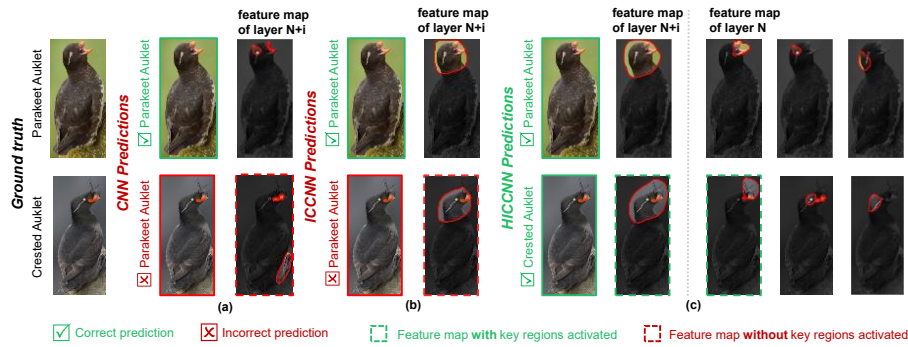 feature map
of layer N+i
feature map
of layer N+i
feature map
of layer N+i
feature map
of layer N
Ground truth
Parakeet Auklet
Crested Auklet
CNN Predictions
Parakeet Auklet
Parakeet Auklet
ICCNN Predictions
Parakeet Auklet
Parakeet Auklet
HICCNN Predictions
Parakeet Auklet
Crested Auklet
(a)
(b)
(c)
Correct prediction
Incorrect prediction
Feature map with key regions activated
Feature map without key regions activated